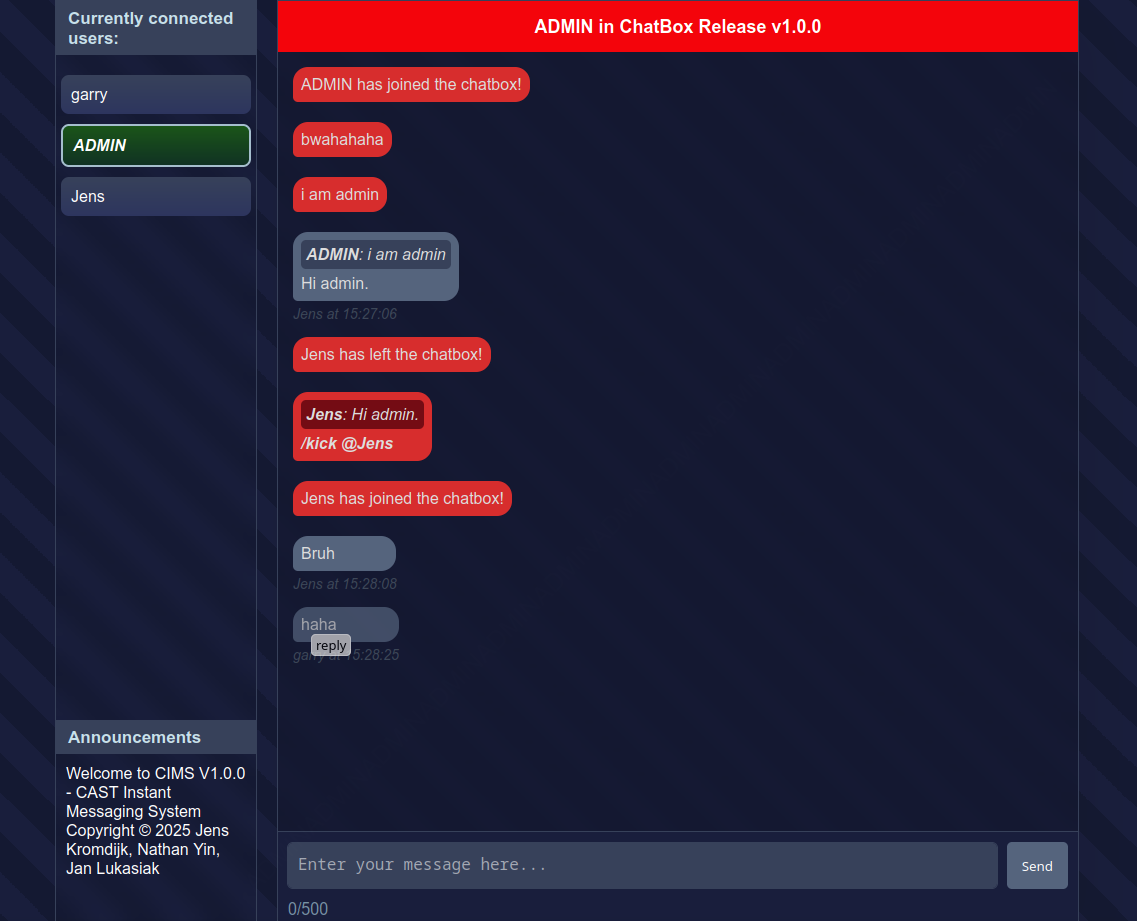 Currently connected
users:
garry
ADMIN
Jens
Announcements
Welcome to CIMS V1.0.0
- CAST Instant
Messaging System
Copyright © 2025 Jens
Kromdijk, Nathan Yin,
Jan Lukasiak
ADMIN in ChatBox Release v1.0.0
ADMIN has joined the chatbox!
bwahahaha
i am admin
ADMIN: i am admin
Hi admin.
Jens at 15:27:06
Jens has left the chatbox!
Jens: Hi admin.
/kick @Jens
Jens has joined the chatbox!
Bruh
Jens at 15:28:08
haha
reply
garry at 15:28:25
Enter your message here...
Send
0/500